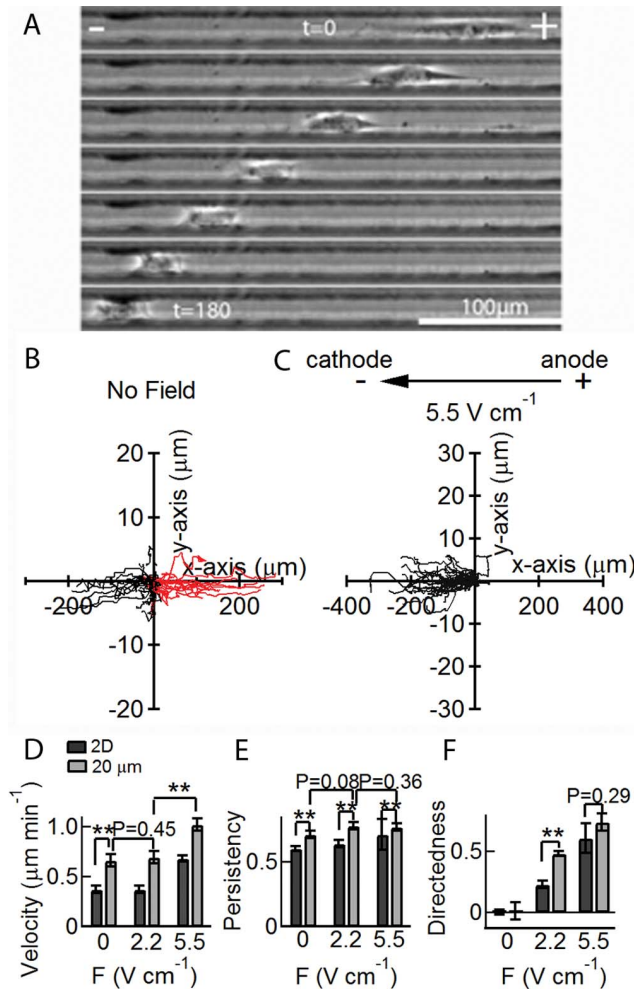 A
- t=0 +
t=180 100μm
B
No Field
C
cathode anode
- +
5.5 V cm⁻¹
20
10
-10
-20
y-axis (μm)
x-axis (μm)
-200 200
30
20
10
-10
-20
-30
y-axis (μm)
x-axis (μm)
-400 -200 0 200 400
D
2D
20 μm
Velocity (μm min⁻¹)
1.0
0.5
0.0
** P=0.45 **
0 2.2 5.5
F (V cm⁻¹)
E
P=0.08 P=0.36
** ** **
Persistency
0.5
0
0 2.2 5.5
F (V cm⁻¹)
F
P=0.29
**
Directedness
0.5
0
0 2.2 5.5
F (V cm⁻¹)